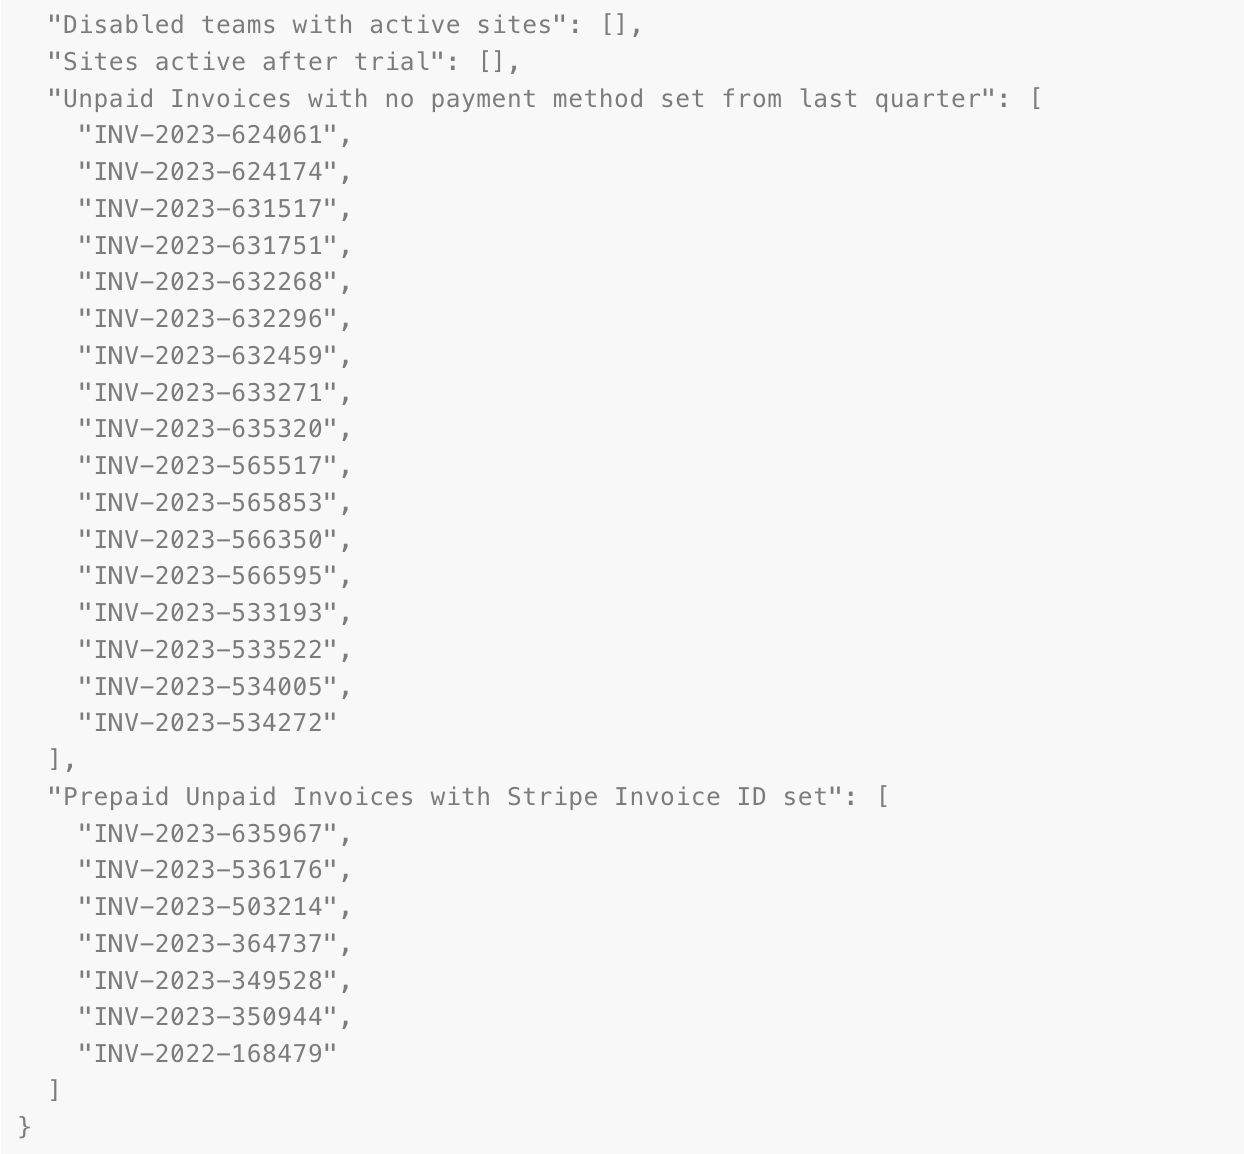 "Disabled teams with active sites": [],
"Sites active after trial": [],
"Unpaid Invoices with no payment method set from last quarter": [
"INV-2023-624061",
"INV-2023-624174",
"INV-2023-631517",
"INV-2023-631751",
"INV-2023-632268",
"INV-2023-632296",
"INV-2023-632459",
"INV-2023-633271",
"INV-2023-635320",
"INV-2023-565517",
"INV-2023-565853",
"INV-2023-566350",
"INV-2023-566595",
"INV-2023-533193",
"INV-2023-533522",
"INV-2023-534005",
"INV-2023-534272"
],
"Prepaid Unpaid Invoices with Stripe Invoice ID set": [
"INV-2023-635967",
"INV-2023-536176",
"INV-2023-503214",
"INV-2023-364737",
"INV-2023-349528",
"INV-2023-350944",
"INV-2022-168479"
]
}